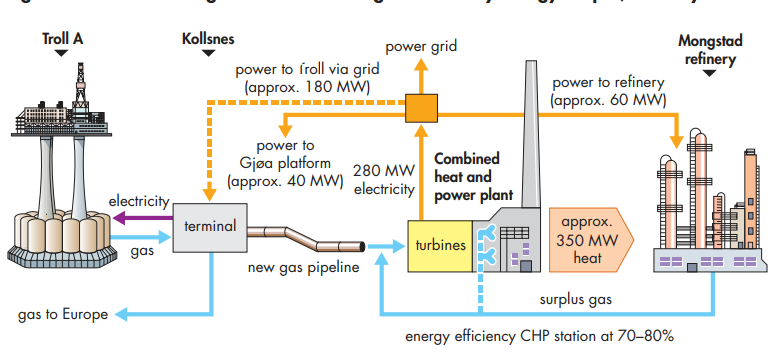 Troll A
Kollsnes
power grid
Mongstad
refinery
power to Troll via grid
(approx. 180 MW)
power to refinery
(approx. 60 MW)
power to
Gjøa platform
(approx. 40 MW)
280 MW
electricity
Combined
heat and
power plant
electricity
terminal
gas
new gas pipeline
turbines
approx.
350 MW
heat
surplus gas
gas to Europe
energy efficiency CHP station at 70–80%